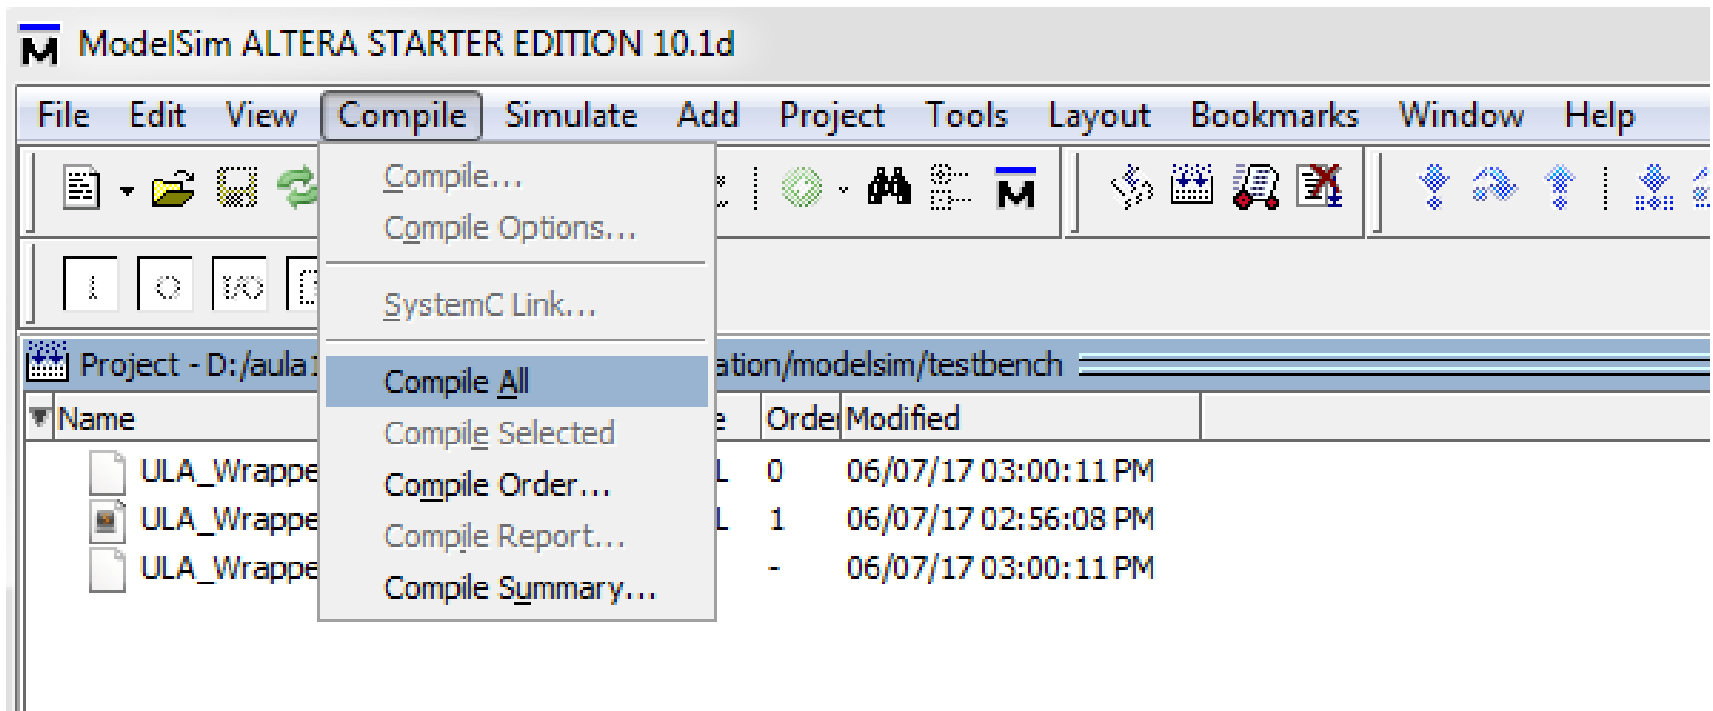 ModelSim ALTERA STARTER EDITION 10.1d
File Edit View Compile Simulate Add Project Tools Layout Bookmarks Window Help
Compile...
Compile Options...
SystemC Link...
Compile All
Compile Selected
Compile Order...
Compile Report...
Compile Summary...
I O I/O
Project - D:/aula1 ation/modelsim/testbench
Name Order Modified
ULA_Wrappe L 0 06/07/17 03:00:11 PM
ULA_Wrappe L 1 06/07/17 02:56:08 PM
ULA_Wrappe - 06/07/17 03:00:11 PM